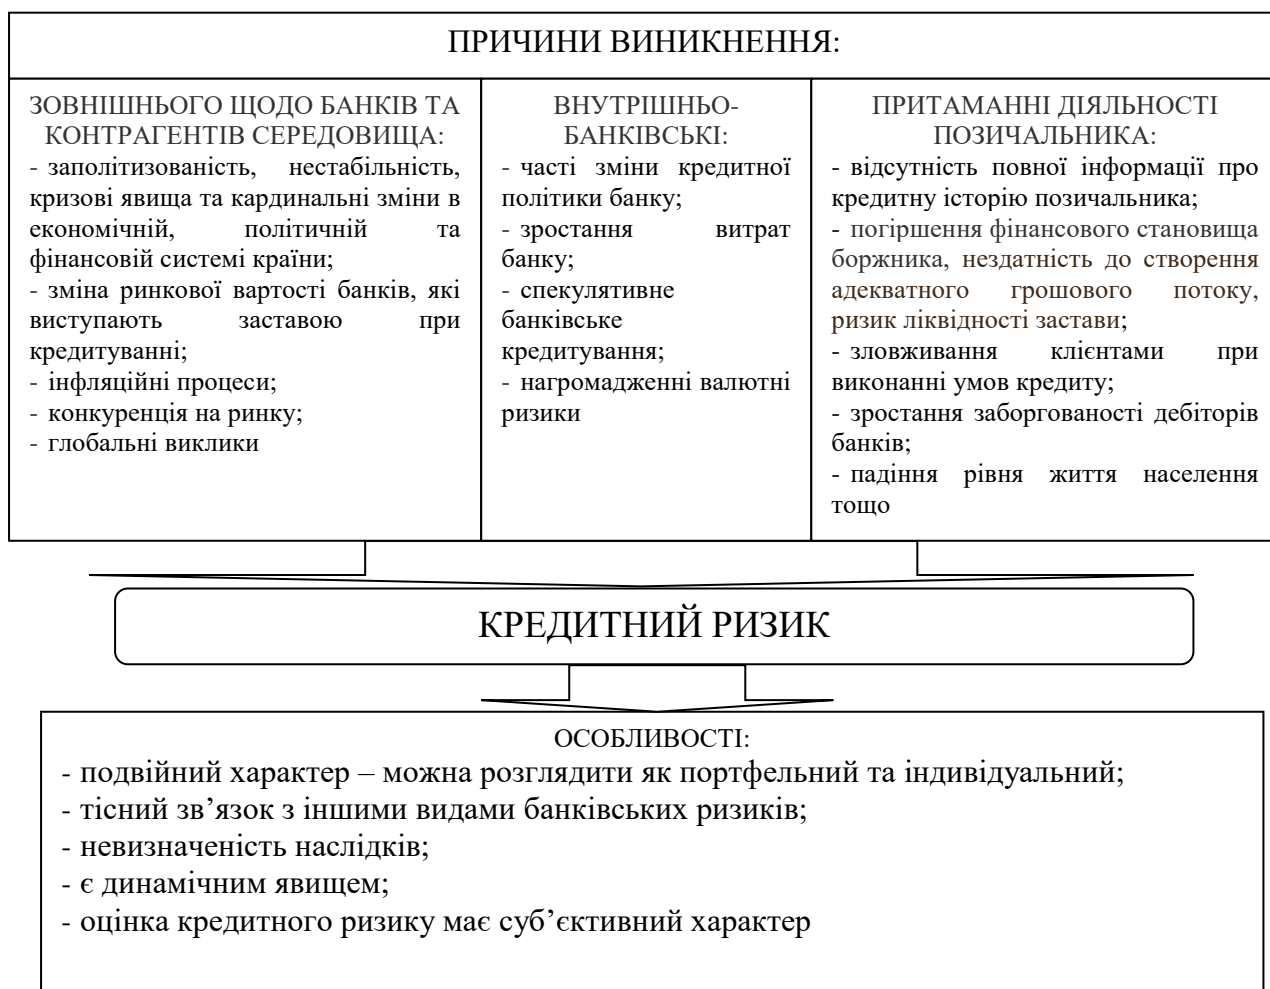 ПРИЧИНИ ВИНИКНЕННЯ:
ЗОВНІШНЬОГО ЩОДО БАНКІВ ТА
КОНТРАГЕНТІВ СЕРЕДОВИЩА:
- заполітизованість, нестабільність,
кризові явища та кардинальні зміни в
економічній, політичній та
фінансовій системі країни;
- зміна ринкової вартості банків, які
виступають заставою при
кредитуванні;
- інфляційні процеси;
- конкуренція на ринку;
- глобальні виклики
ВНУТРІШНЬО-
БАНКІВСЬКІ:
- часті зміни кредитної
політики банку;
- зростання витрат
банку;
- спекулятивне
банківське
кредитування;
- нагромадженні валютні
ризики
ПРИТАМАННІ ДІЯЛЬНОСТІ
ПОЗИЧАЛЬНИКА:
- відсутність повної інформації про
кредитну історію позичальника;
- погіршення фінансового становища
боржника, нездатність до створення
адекватного грошового потоку,
ризик ліквідності застави;
- зловживання клієнтами при
виконанні умов кредиту;
- зростання заборгованості дебіторів
банків;
- падіння рівня життя населення
тощо
КРЕДИТНИЙ РИЗИК
ОСОБЛИВОСТІ:
- подвійний характер – можна розглядити як портфельний та індивідуальний;
- тісний зв’язок з іншими видами банківських ризиків;
- невизначеність наслідків;
- є динамічним явищем;
- оцінка кредитного ризику має суб’єктивний характер